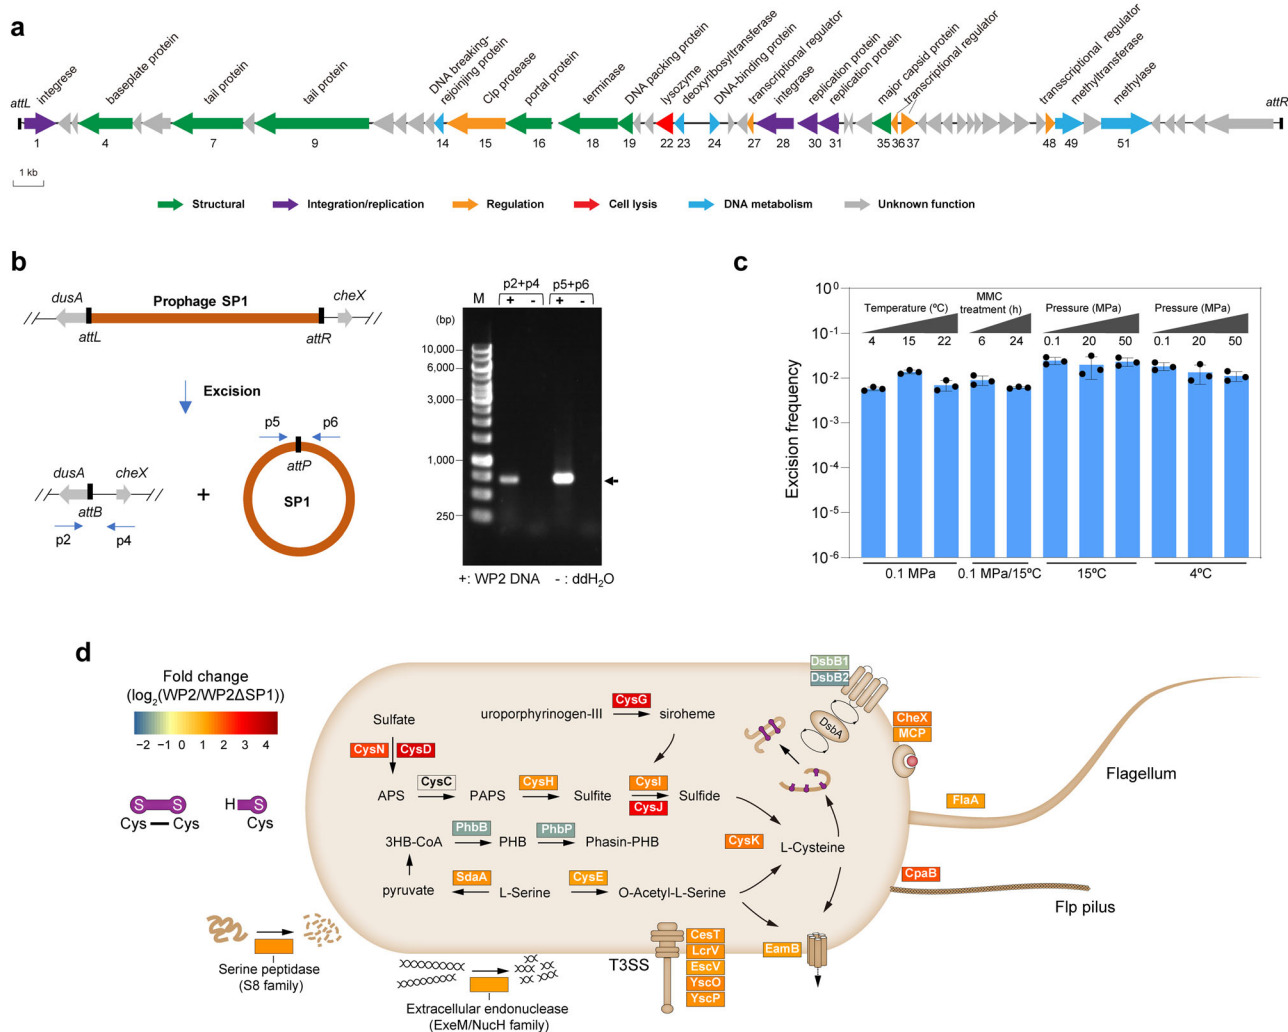 a
attL
integrese
baseplate protein
tail protein
tail protein
DNA breaking-
rejoinjing protein
Clp protease
portal protein
terminase
DNA packing protein
lysozyme
deoxyribosyltransferase
DNA-binding protein
transcriptional regulator
integrase
replication protein
replication protein
major capsid protein
transcriptional regulator
transscriptional regulator
methyltransferase
methylase
attR
1 4 7 9 14 15 16 18 19 22 23 24 27 28 30 31 35 36 37 48 49 51
1 kb
Structural Integration/replication Regulation Cell lysis DNA metabolism Unknown function
b
dusA Prophage SP1 cheX
attL attR
Excision
p5 p6
attP
dusA cheX
+
SP1
attB
p2 p4
p2+p4 p5+p6
M + - + -
(bp)
10,000
6,000
3,000
1,000
250
+: WP2 DNA - : ddH2O
c
Excision frequency
10^0
10^-1
10^-2
10^-3
10^-4
10^-5
10^-6
Temperature (ºC)
4 15 22
MMC
treatment (h)
6 24
Pressure (MPa)
0.1 20 50
Pressure (MPa)
0.1 20 50
0.1 MPa 0.1 MPa/15ºC 15ºC 4ºC
d
Fold change
(log2(WP2/WP2ΔSP1))
−2 −1 0 1 2 3 4
S S H S
Cys Cys Cys
Sulfate
CysN CysD
uroporphyrinogen-III CysG siroheme
APS CysC PAPS CysH Sulfite CysI Sulfide
CysJ
3HB-CoA PhbB PHB PhbP Phasin-PHB
CysK L-Cysteine
pyruvate SdaA L-Serine CysE O-Acetyl-L-Serine
DsbB1
DsbB2
DsbA
CheX
MCP
FlaA
Flagellum
CpaB
Flp pilus
EamB
T3SS
CesT
LcrV
EscV
YscO
YscP
Serine peptidase
(S8 family)
Extracellular endonuclease
(ExeM/NucH family)